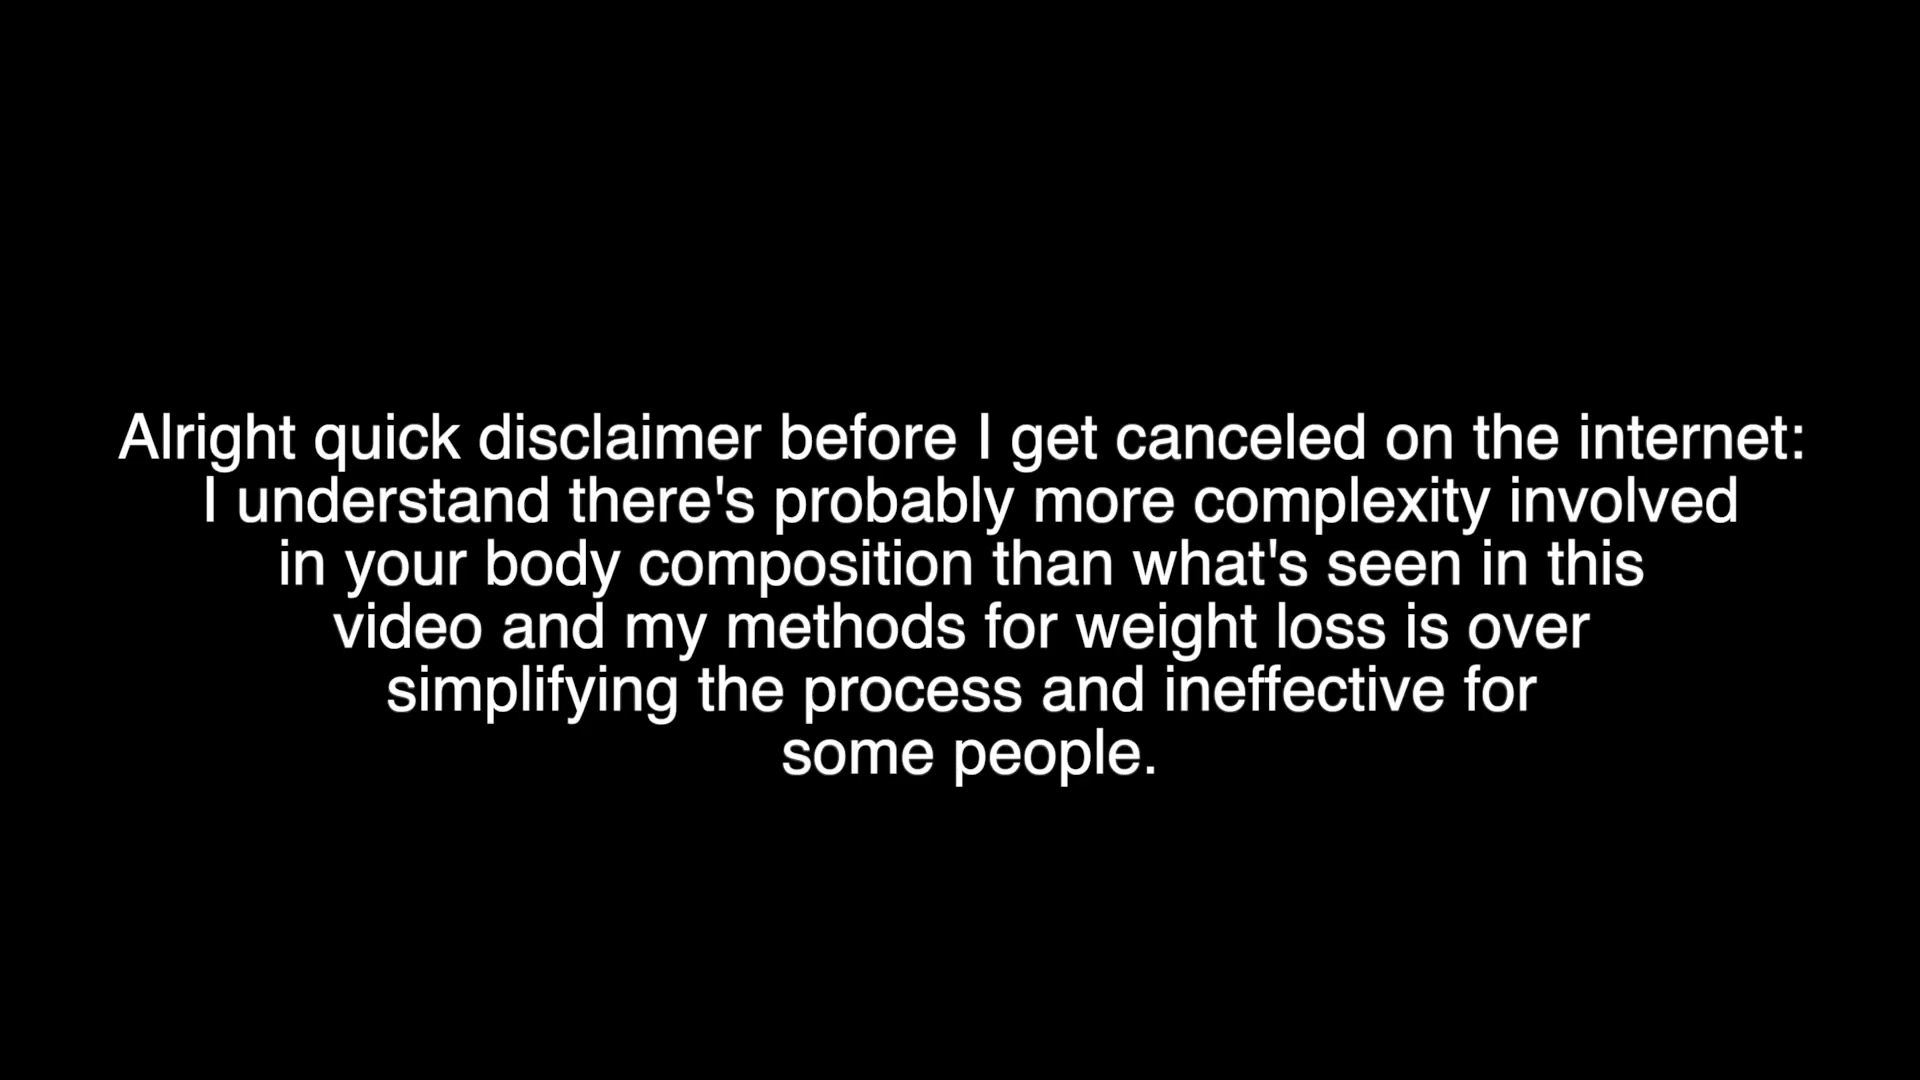 Alright quick disclaimer before I get canceled on the internet:
I understand there's probably more complexity involved
in your body composition than what's seen in this
video and my methods for weight loss is over
simplifying the process and ineffective for
some people.